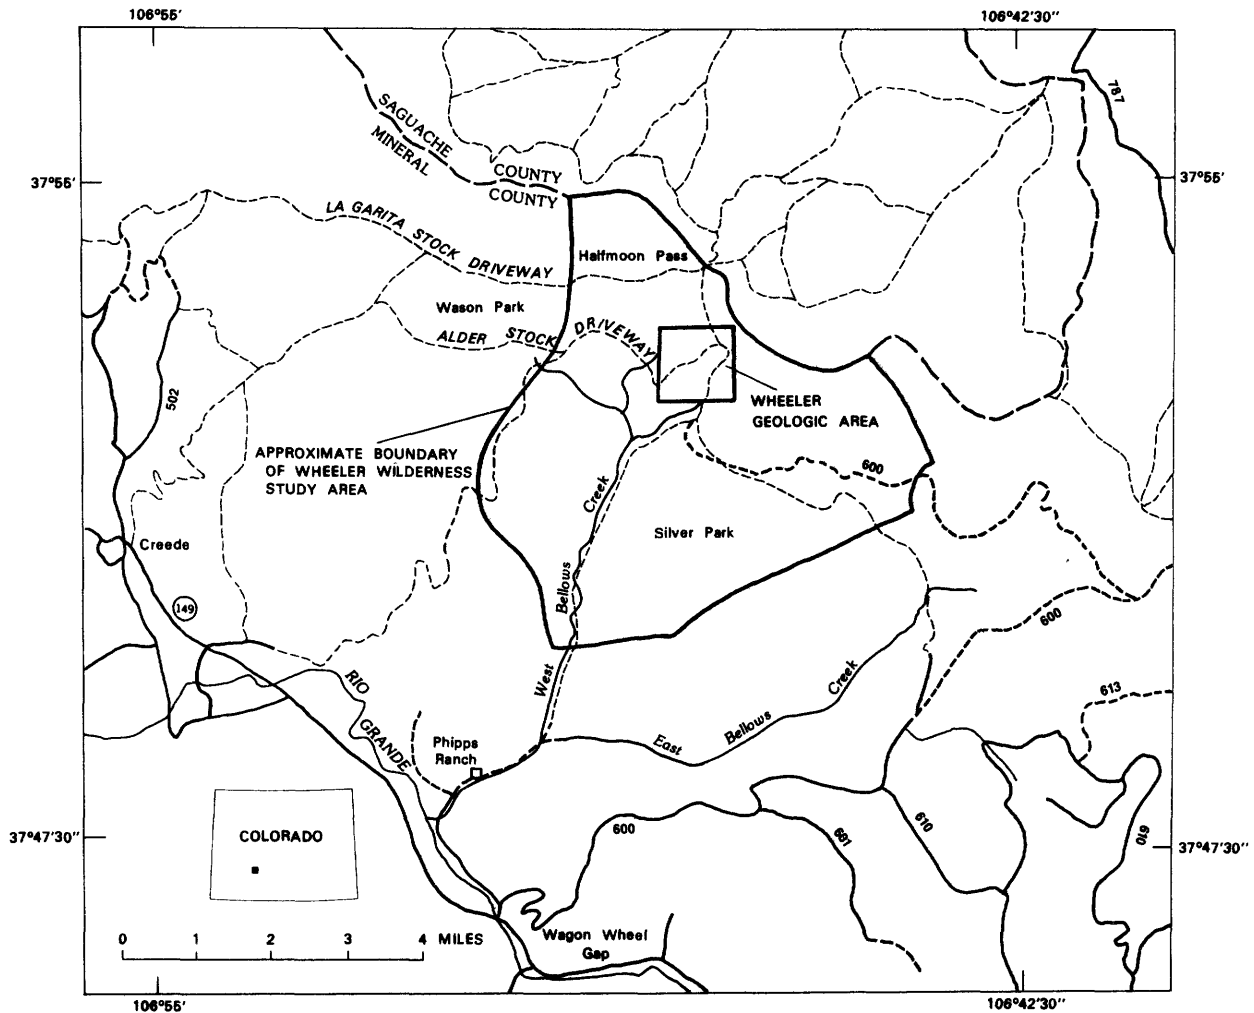 106°55'
106°42'30"
787
SAGUACHE
COUNTY
MINERAL
COUNTY
37°55'
37°55'
LA GARITA STOCK DRIVEWAY
Halfmoon Pass
Wason Park
ALDER STOCK DRIVEWAY
502
WHEELER
GEOLOGIC AREA
APPROXIMATE BOUNDARY
OF WHEELER WILDERNESS
STUDY AREA
600
Silver Park
Creede
149
West Bellows Creek
600
613
RIO GRANDE
East Bellows Creek
Phipps
Ranch
37°47'30"
37°47'30"
COLORADO
600
681
610
610
0 1 2 3 4 MILES
Wagon Wheel
Gap
106°55'
106°42'30"